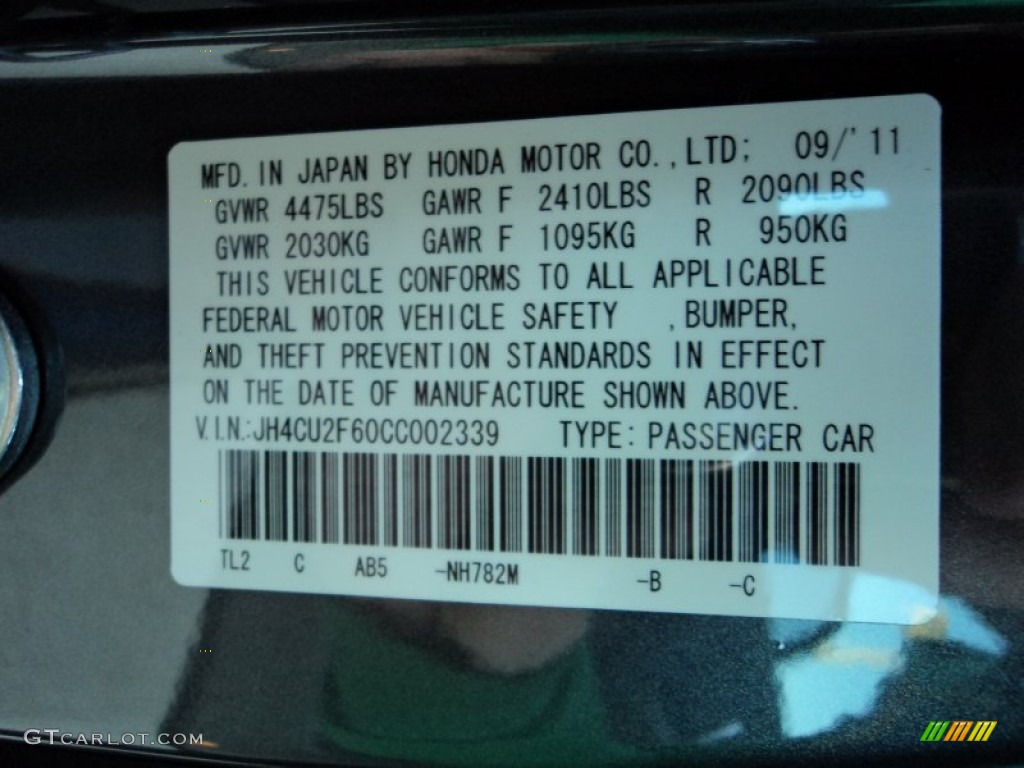 MFD. IN JAPAN BY HONDA MOTOR CO., LTD; 09/'11
GVWR 4475LBS GAWR F 2410LBS R 2090LBS
GVWR 2030KG GAWR F 1095KG R 950KG
THIS VEHICLE CONFORMS TO ALL APPLICABLE
FEDERAL MOTOR VEHICLE SAFETY , BUMPER,
AND THEFT PREVENTION STANDARDS IN EFFECT
ON THE DATE OF MANUFACTURE SHOWN ABOVE.
V.I.N.:JH4CU2F60CC002339 TYPE: PASSENGER CAR
TL2 C AB5 -NH782M -B -C
GTCARLOT.COM